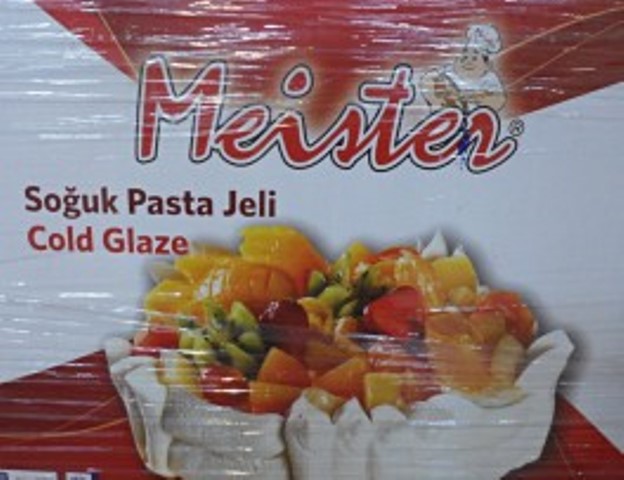 Meister®
Soğuk Pasta Jeli
Cold Glaze